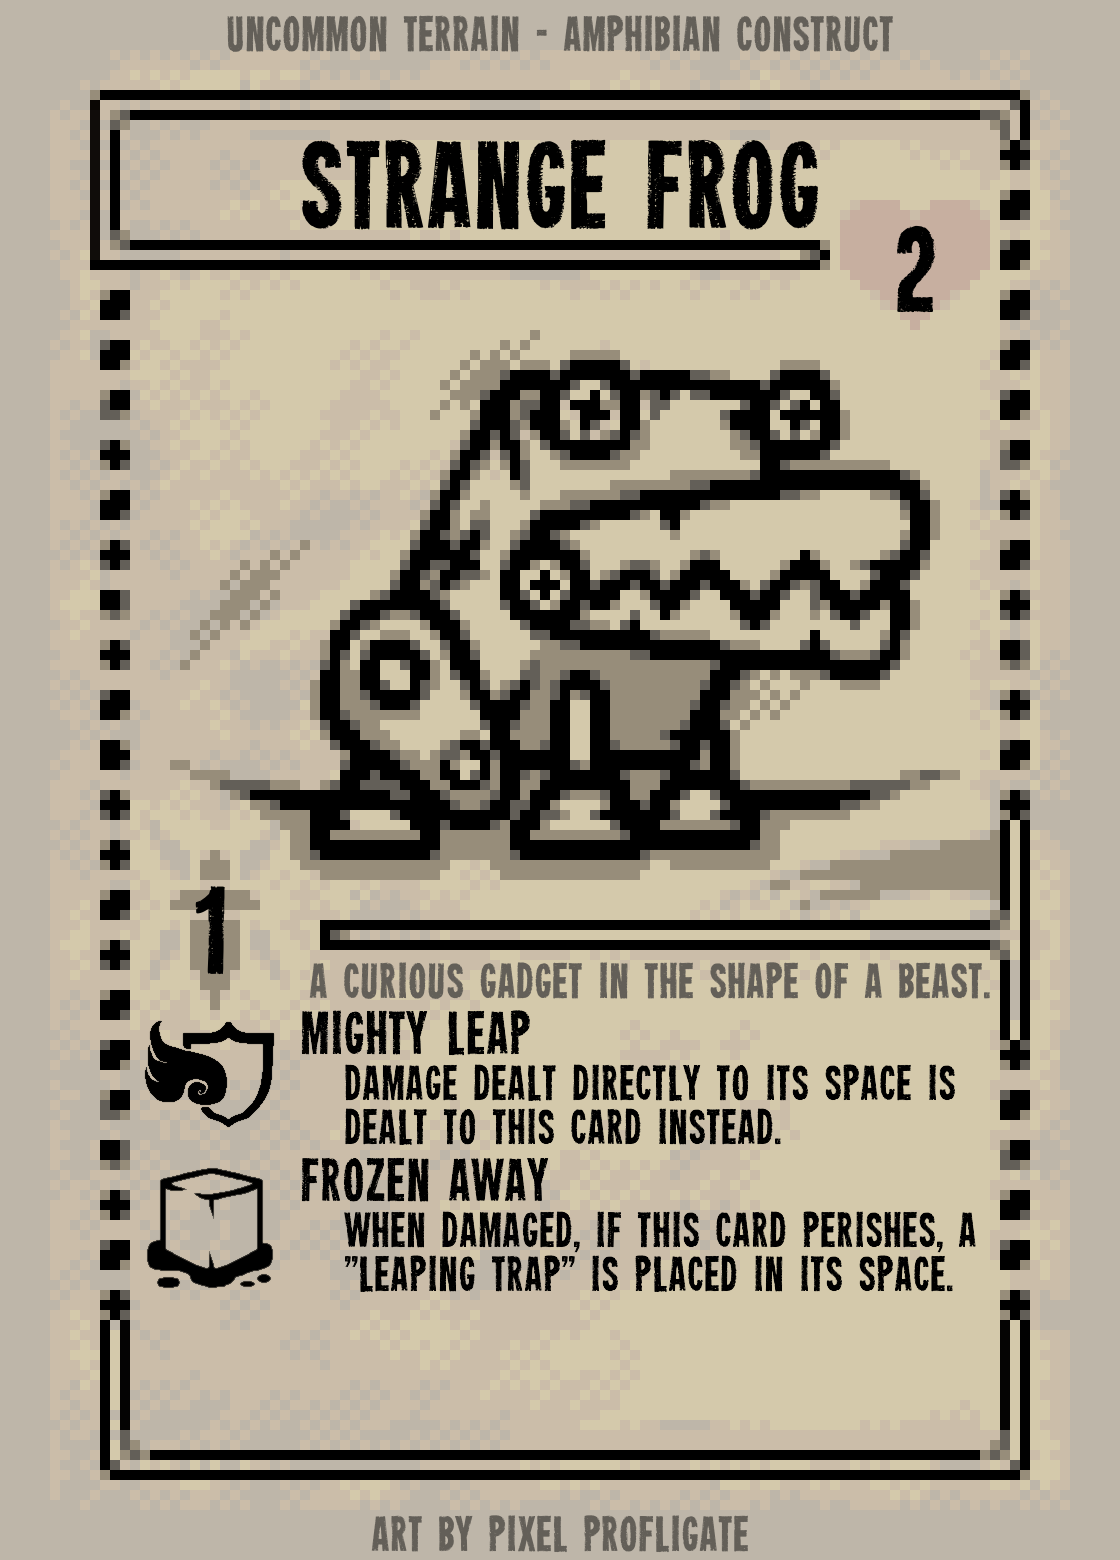 UNCOMMON TERRAIN - AMPHIBIAN CONSTRUCT
STRANGE FROG
2
1
A CURIOUS GADGET IN THE SHAPE OF A BEAST.
MIGHTY LEAP
DAMAGE DEALT DIRECTLY TO ITS SPACE IS
DEALT TO THIS CARD INSTEAD.
FROZEN AWAY
WHEN DAMAGED, IF THIS CARD PERISHES, A
"LEAPING TRAP" IS PLACED IN ITS SPACE.
ART BY PIXEL PROFLIGATE